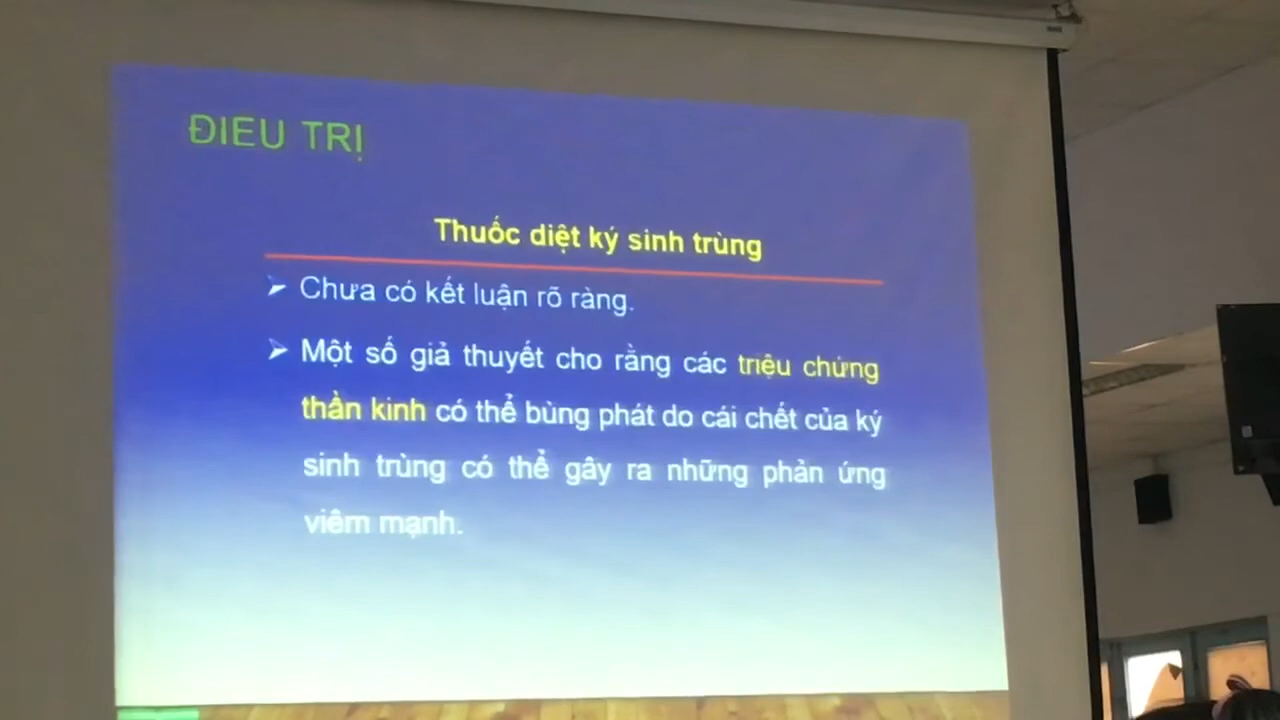 ĐIỀU TRỊ
Thuốc diệt ký sinh trùng
Chưa có kết luận rõ ràng.
Một số giả thuyết cho rằng các triệu chứng
thần kinh có thể bùng phát do cái chết của ký
sinh trùng có thể gây ra những phản ứng
viêm mạnh.